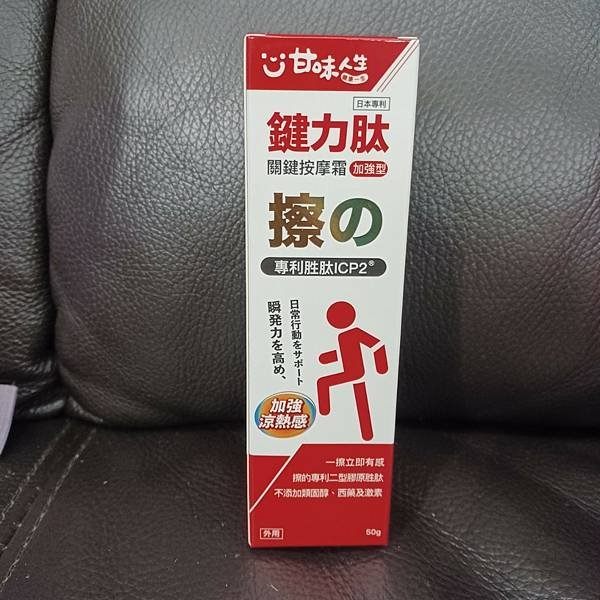 甘味人生
健康一生
日本專利
鍵力肽
關鍵按摩霜 加強型
擦の
專利胜肽ICP2®
日常行動をサポート
瞬発力を高め、
加強
涼熱感
一擦立即有感
擦的專利二型膠原胜肽
不添加類固醇、西藥及激素
外用
50g